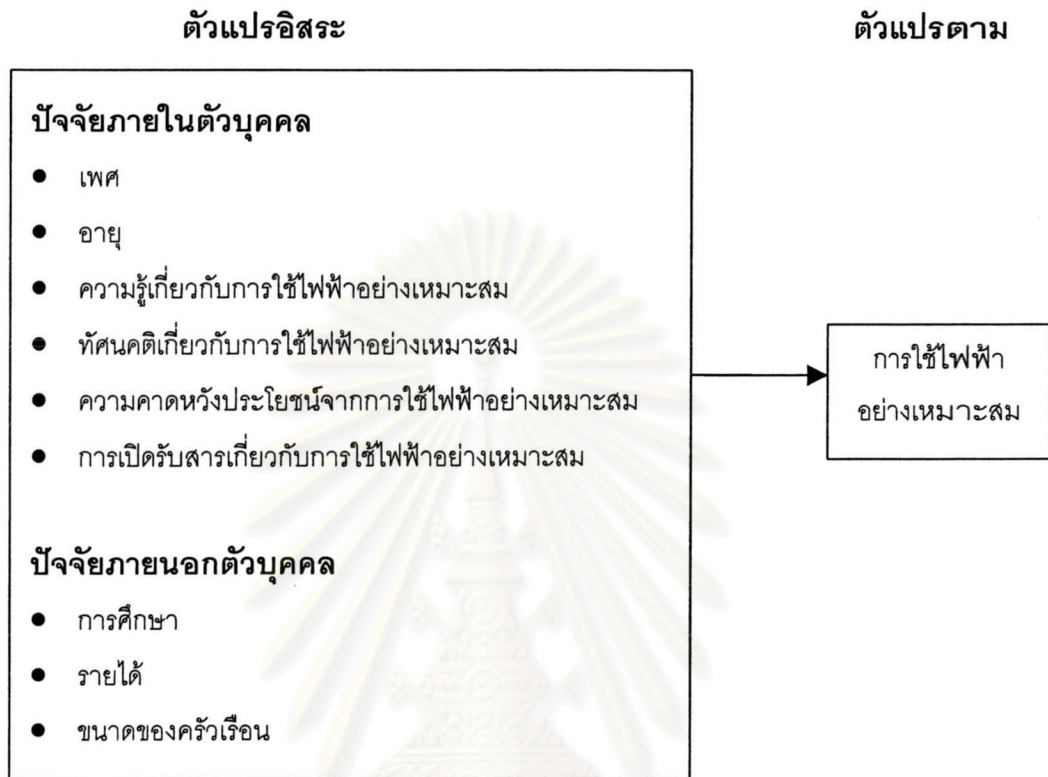 ตัวแปรอิสระ
ตัวแปรตาม
ปัจจัยภายในตัวบุคคล
● เพศ
● อายุ
● ความรู้เกี่ยวกับการใช้ไฟฟ้าอย่างเหมาะสม
● ทัศนคติเกี่ยวกับการใช้ไฟฟ้าอย่างเหมาะสม
● ความคาดหวังประโยชน์จากการใช้ไฟฟ้าอย่างเหมาะสม
● การเปิดรับสารเกี่ยวกับการใช้ไฟฟ้าอย่างเหมาะสม
ปัจจัยภายนอกตัวบุคคล
● การศึกษา
● รายได้
● ขนาดของครัวเรือน
การใช้ไฟฟ้า
อย่างเหมาะสม